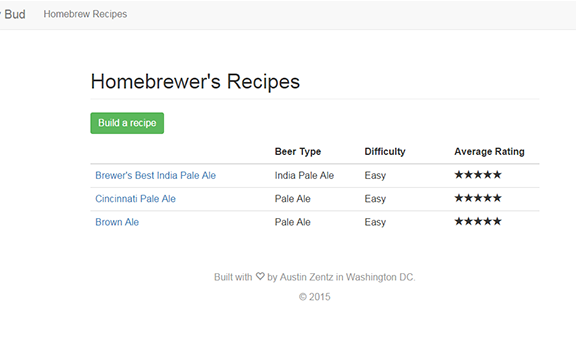 Bud Homebrew Recipes
Homebrewer's Recipes
Build a recipe
Beer Type Difficulty Average Rating
Brewer's Best India Pale Ale India Pale Ale Easy ★★★★★
Cincinnati Pale Ale Pale Ale Easy ★★★★★
Brown Ale Pale Ale Easy ★★★★★
Built with ♡ by Austin Zentz in Washington DC.
© 2015